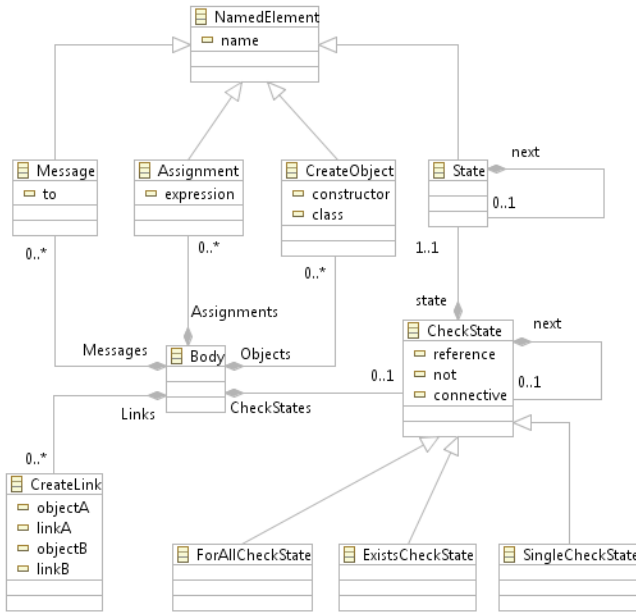 NamedElement
name
Message
to
Assignment
expression
CreateObject
constructor
class
State
next
0..1
0..*
0..*
0..*
1..1
Assignments
state
Messages
Body
Objects
CheckState
reference
not
connective
next
0..1
0..1
Links
CheckStates
0..*
CreateLink
objectA
linkA
objectB
linkB
ForAllCheckState
ExistsCheckState
SingleCheckState